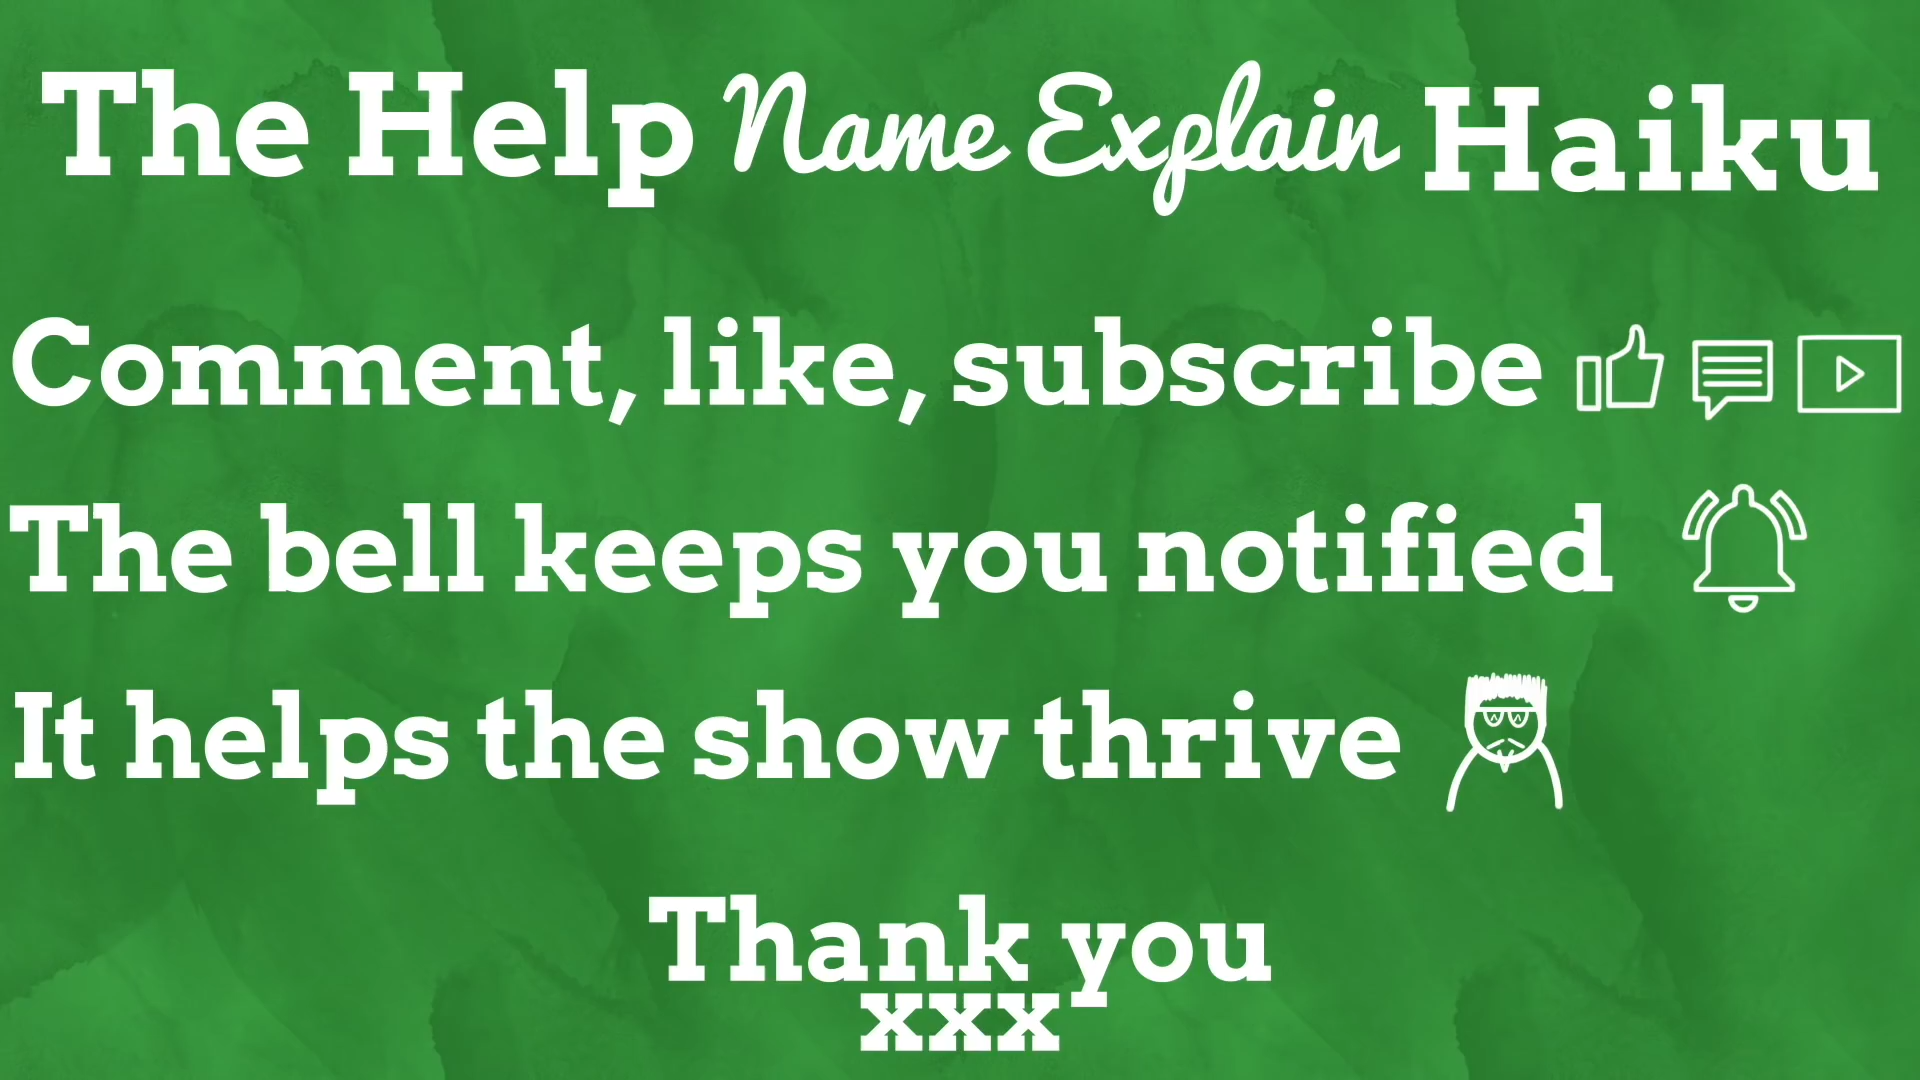 The Help Name Explain Haiku
Comment, like, subscribe
The bell keeps you notified
It helps the show thrive
Thank you
xxx